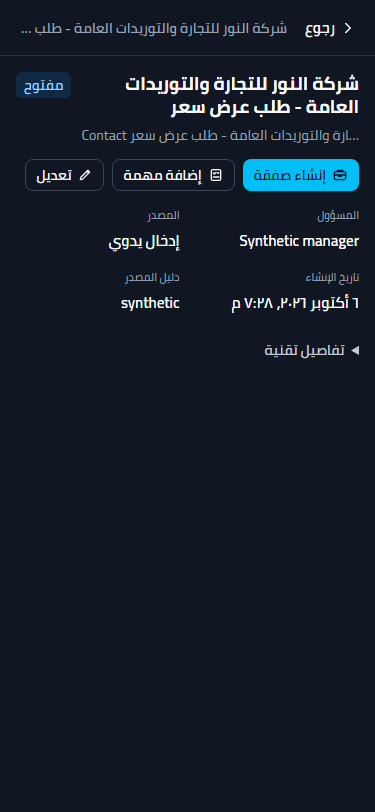 رجوع
شركة النور للتجارة والتوريدات العامة - طلب ...
شركة النور للتجارة والتوريدات
العامة - طلب عرض سعر
مفتوح
...ارة والتوريدات العامة - طلب عرض سعر Contact
إنشاء صفقة
إضافة مهمة
تعديل
المسؤول
المصدر
Synthetic manager
إدخال يدوي
تاريخ الإنشاء
دليل المصدر
٦ أكتوبر ٢٠٢٦, ٧:٢٨ م
synthetic
تفاصيل تقنية